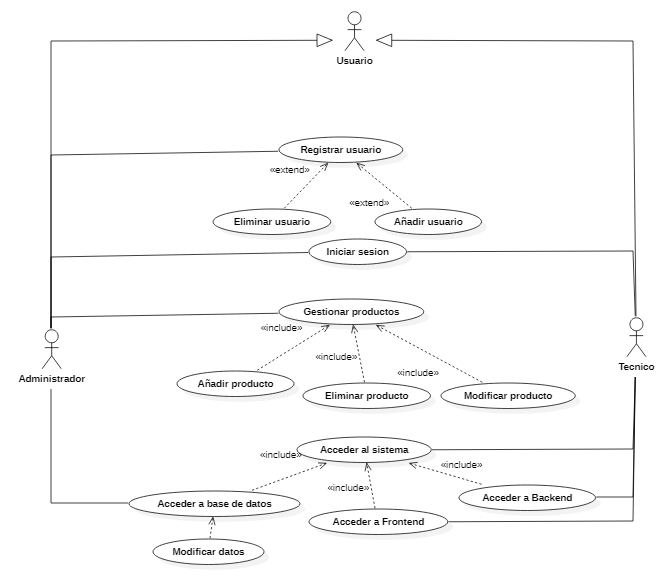 Usuario
Registrar usuario
«extend»
«extend»
Eliminar usuario
Añadir usuario
Iniciar sesion
Gestionar productos
«include»
«include»
«include»
Añadir producto
Eliminar producto
Modificar producto
Administrador
Tecnico
Acceder al sistema
«include»
«include»
«include»
Acceder a base de datos
Acceder a Backend
Acceder a Frontend
Modificar datos